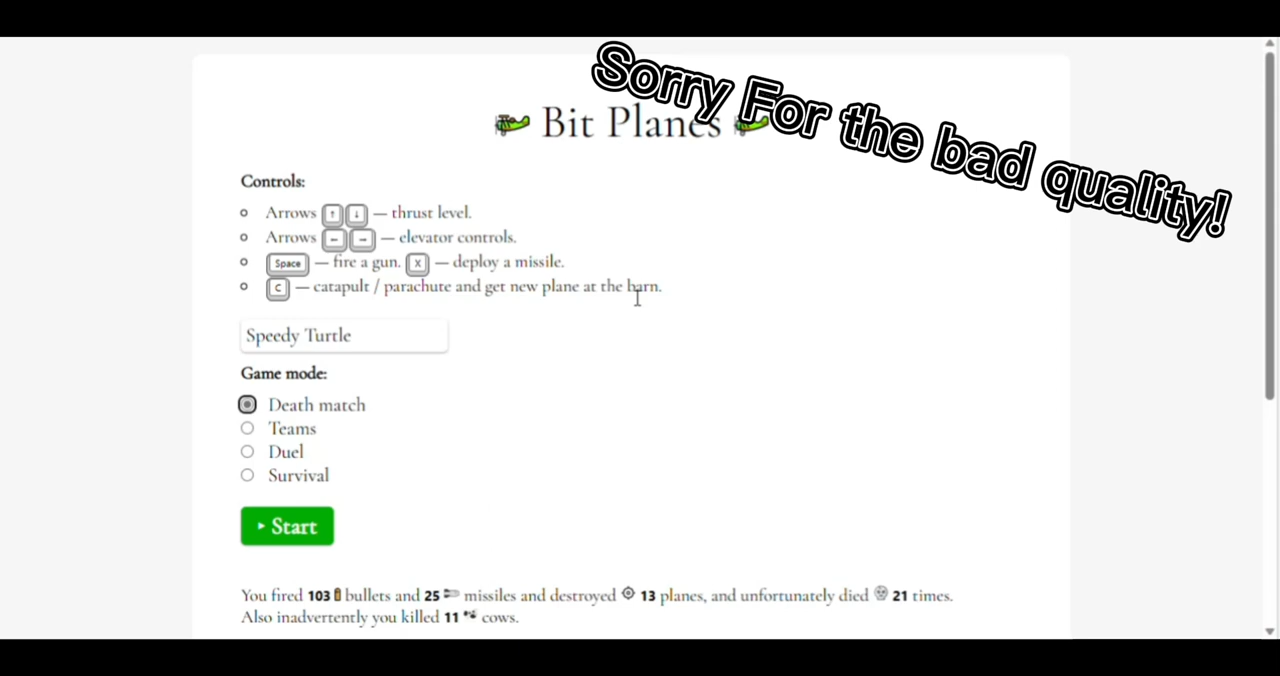 Sorry For the bad quality!
Bit Planes
Controls:
Arrows ↑ ↓ — thrust level.
Arrows ← → — elevator controls.
Space — fire a gun. X — deploy a missile.
C — catapult / parachute and get new plane at the barn.
Speedy Turtle
Game mode:
Death match
Teams
Duel
Survival
Start
You fired 103 bullets and 25 missiles and destroyed 13 planes, and unfortunately died 21 times.
Also inadvertently you killed 11 cows.